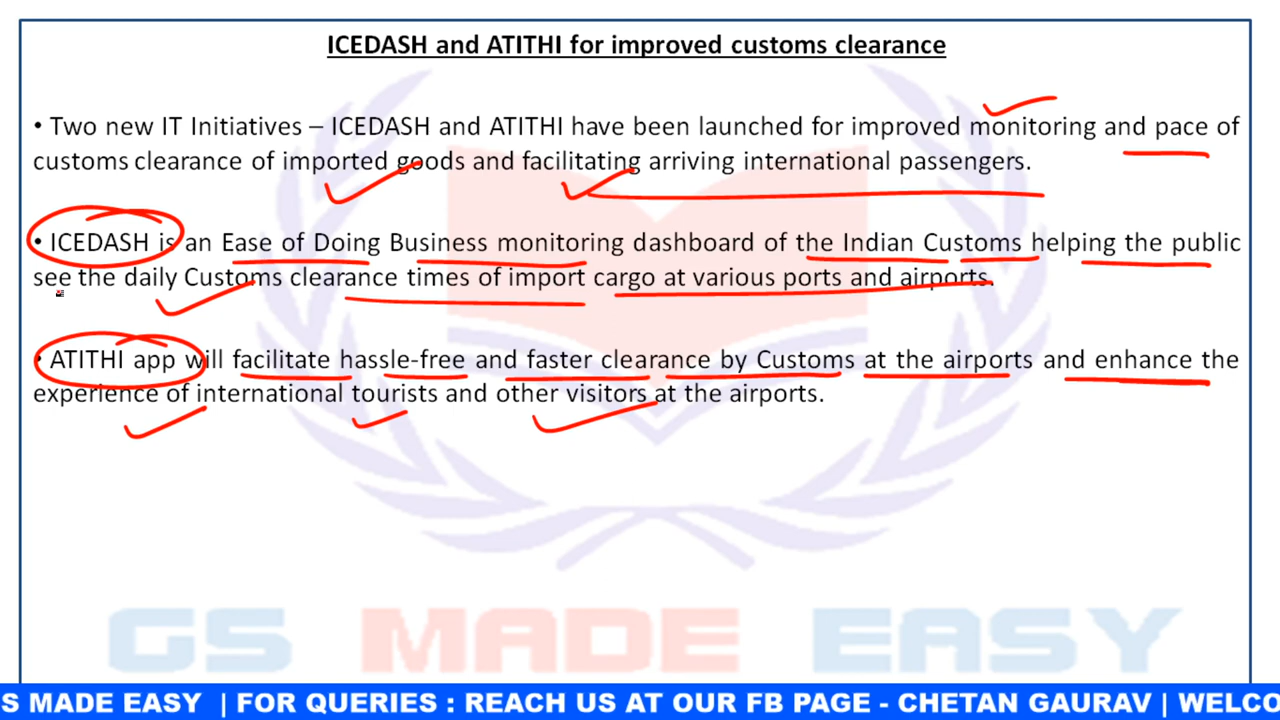 ICEDASH and ATITHI for improved customs clearance
• Two new IT Initiatives – ICEDASH and ATITHI have been launched for improved monitoring and pace of
customs clearance of imported goods and facilitating arriving international passengers.
• ICEDASH is an Ease of Doing Business monitoring dashboard of the Indian Customs helping the public
see the daily Customs clearance times of import cargo at various ports and airports.
• ATITHI app will facilitate hassle-free and faster clearance by Customs at the airports and enhance the
experience of international tourists and other visitors at the airports.
GS MADE EASY
S MADE EASY | FOR QUERIES : REACH US AT OUR FB PAGE - CHETAN GAURAV | WELCO